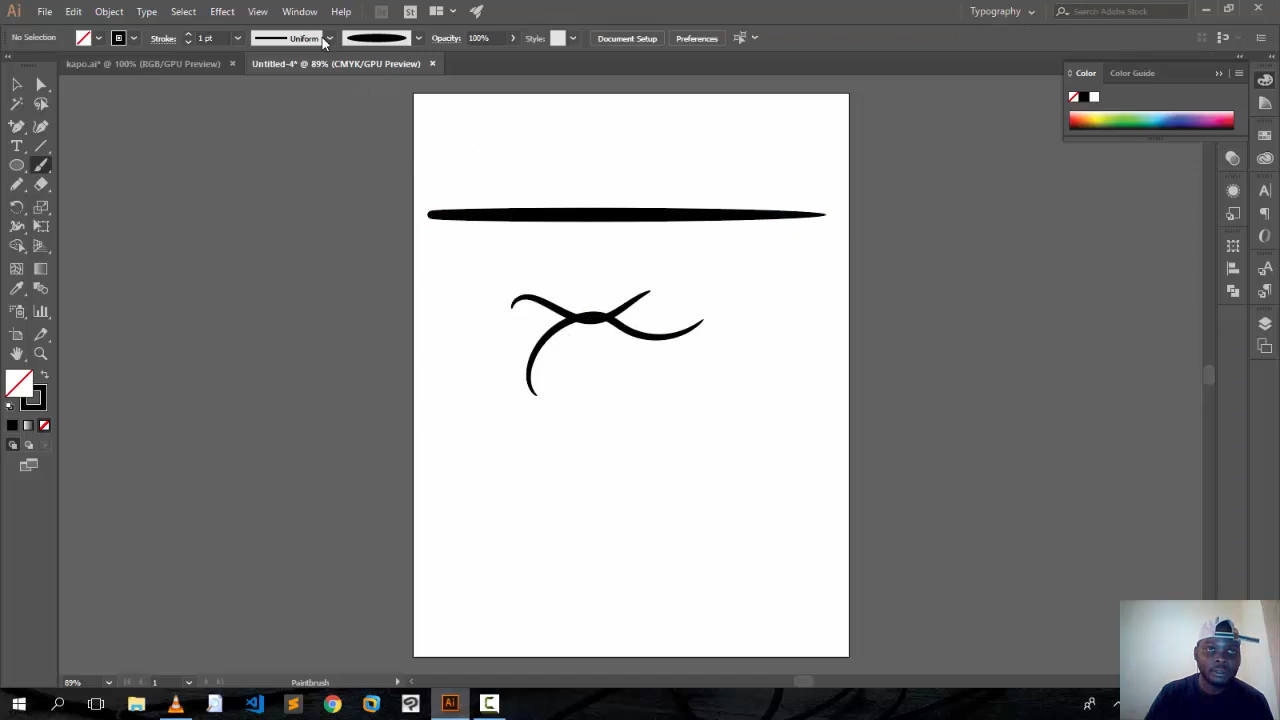 Ai File Edit Object Type Select Effect View Window Help Br St Typography Search Adobe Stock
No Selection Stroke: 1 pt Uniform Opacity: 100% Style: Document Setup Preferences
kapo.ai* @ 100% (RGB/GPU Preview) × Untitled-4* @ 89% (CMYK/GPU Preview) ×
Color Color Guide
89% 1 Paintbrush